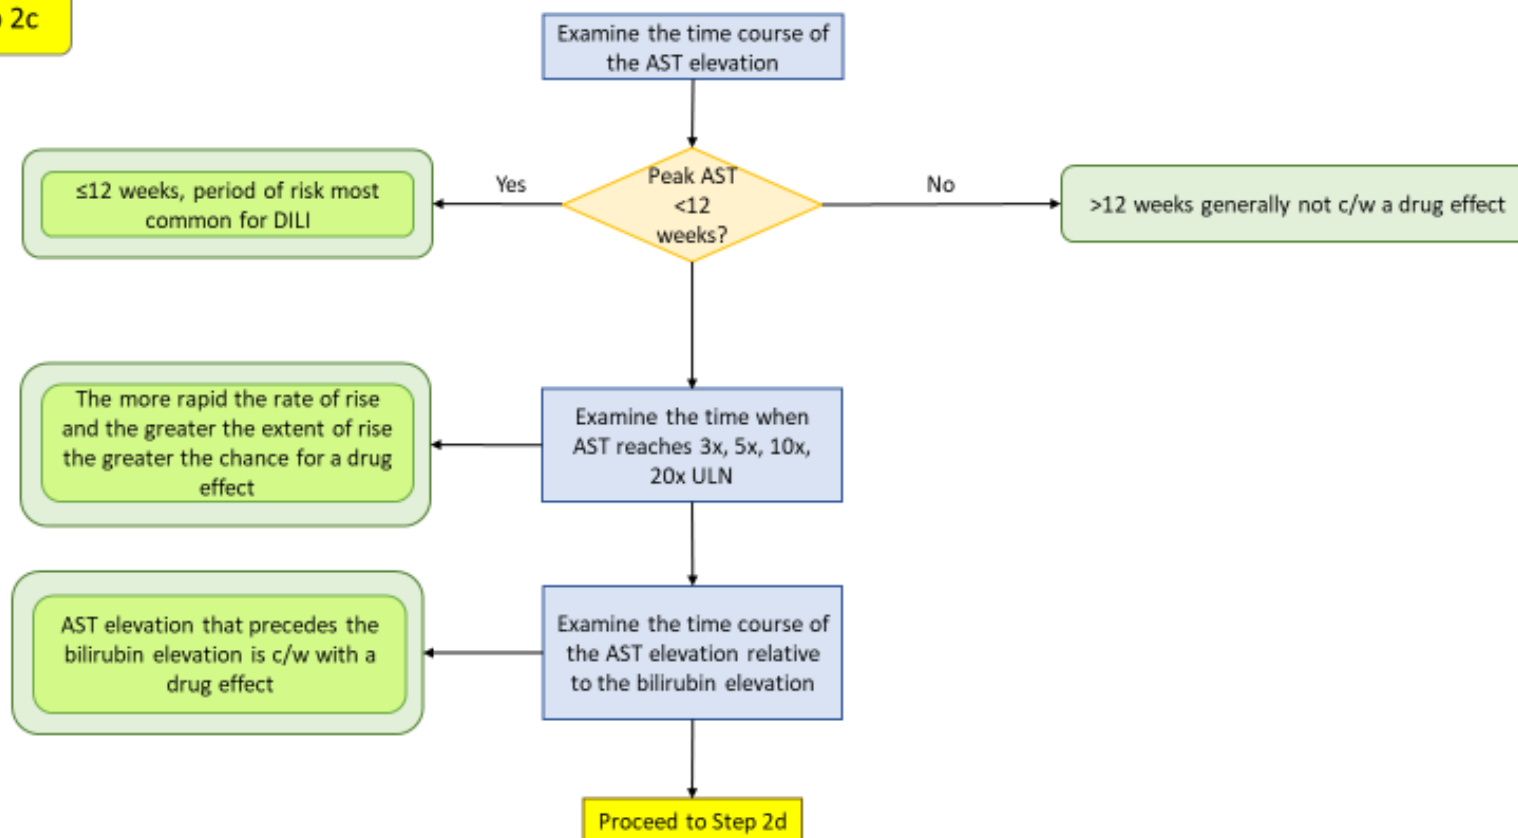 2c
Examine the time course of
the AST elevation
Peak AST
<12
weeks?
Yes
No
≤12 weeks, period of risk most
common for DILI
>12 weeks generally not c/w a drug effect
The more rapid the rate of rise
and the greater the extent of rise
the greater the chance for a drug
effect
Examine the time when
AST reaches 3x, 5x, 10x,
20x ULN
AST elevation that precedes the
bilirubin elevation is c/w with a
drug effect
Examine the time course of
the AST elevation relative
to the bilirubin elevation
Proceed to Step 2d